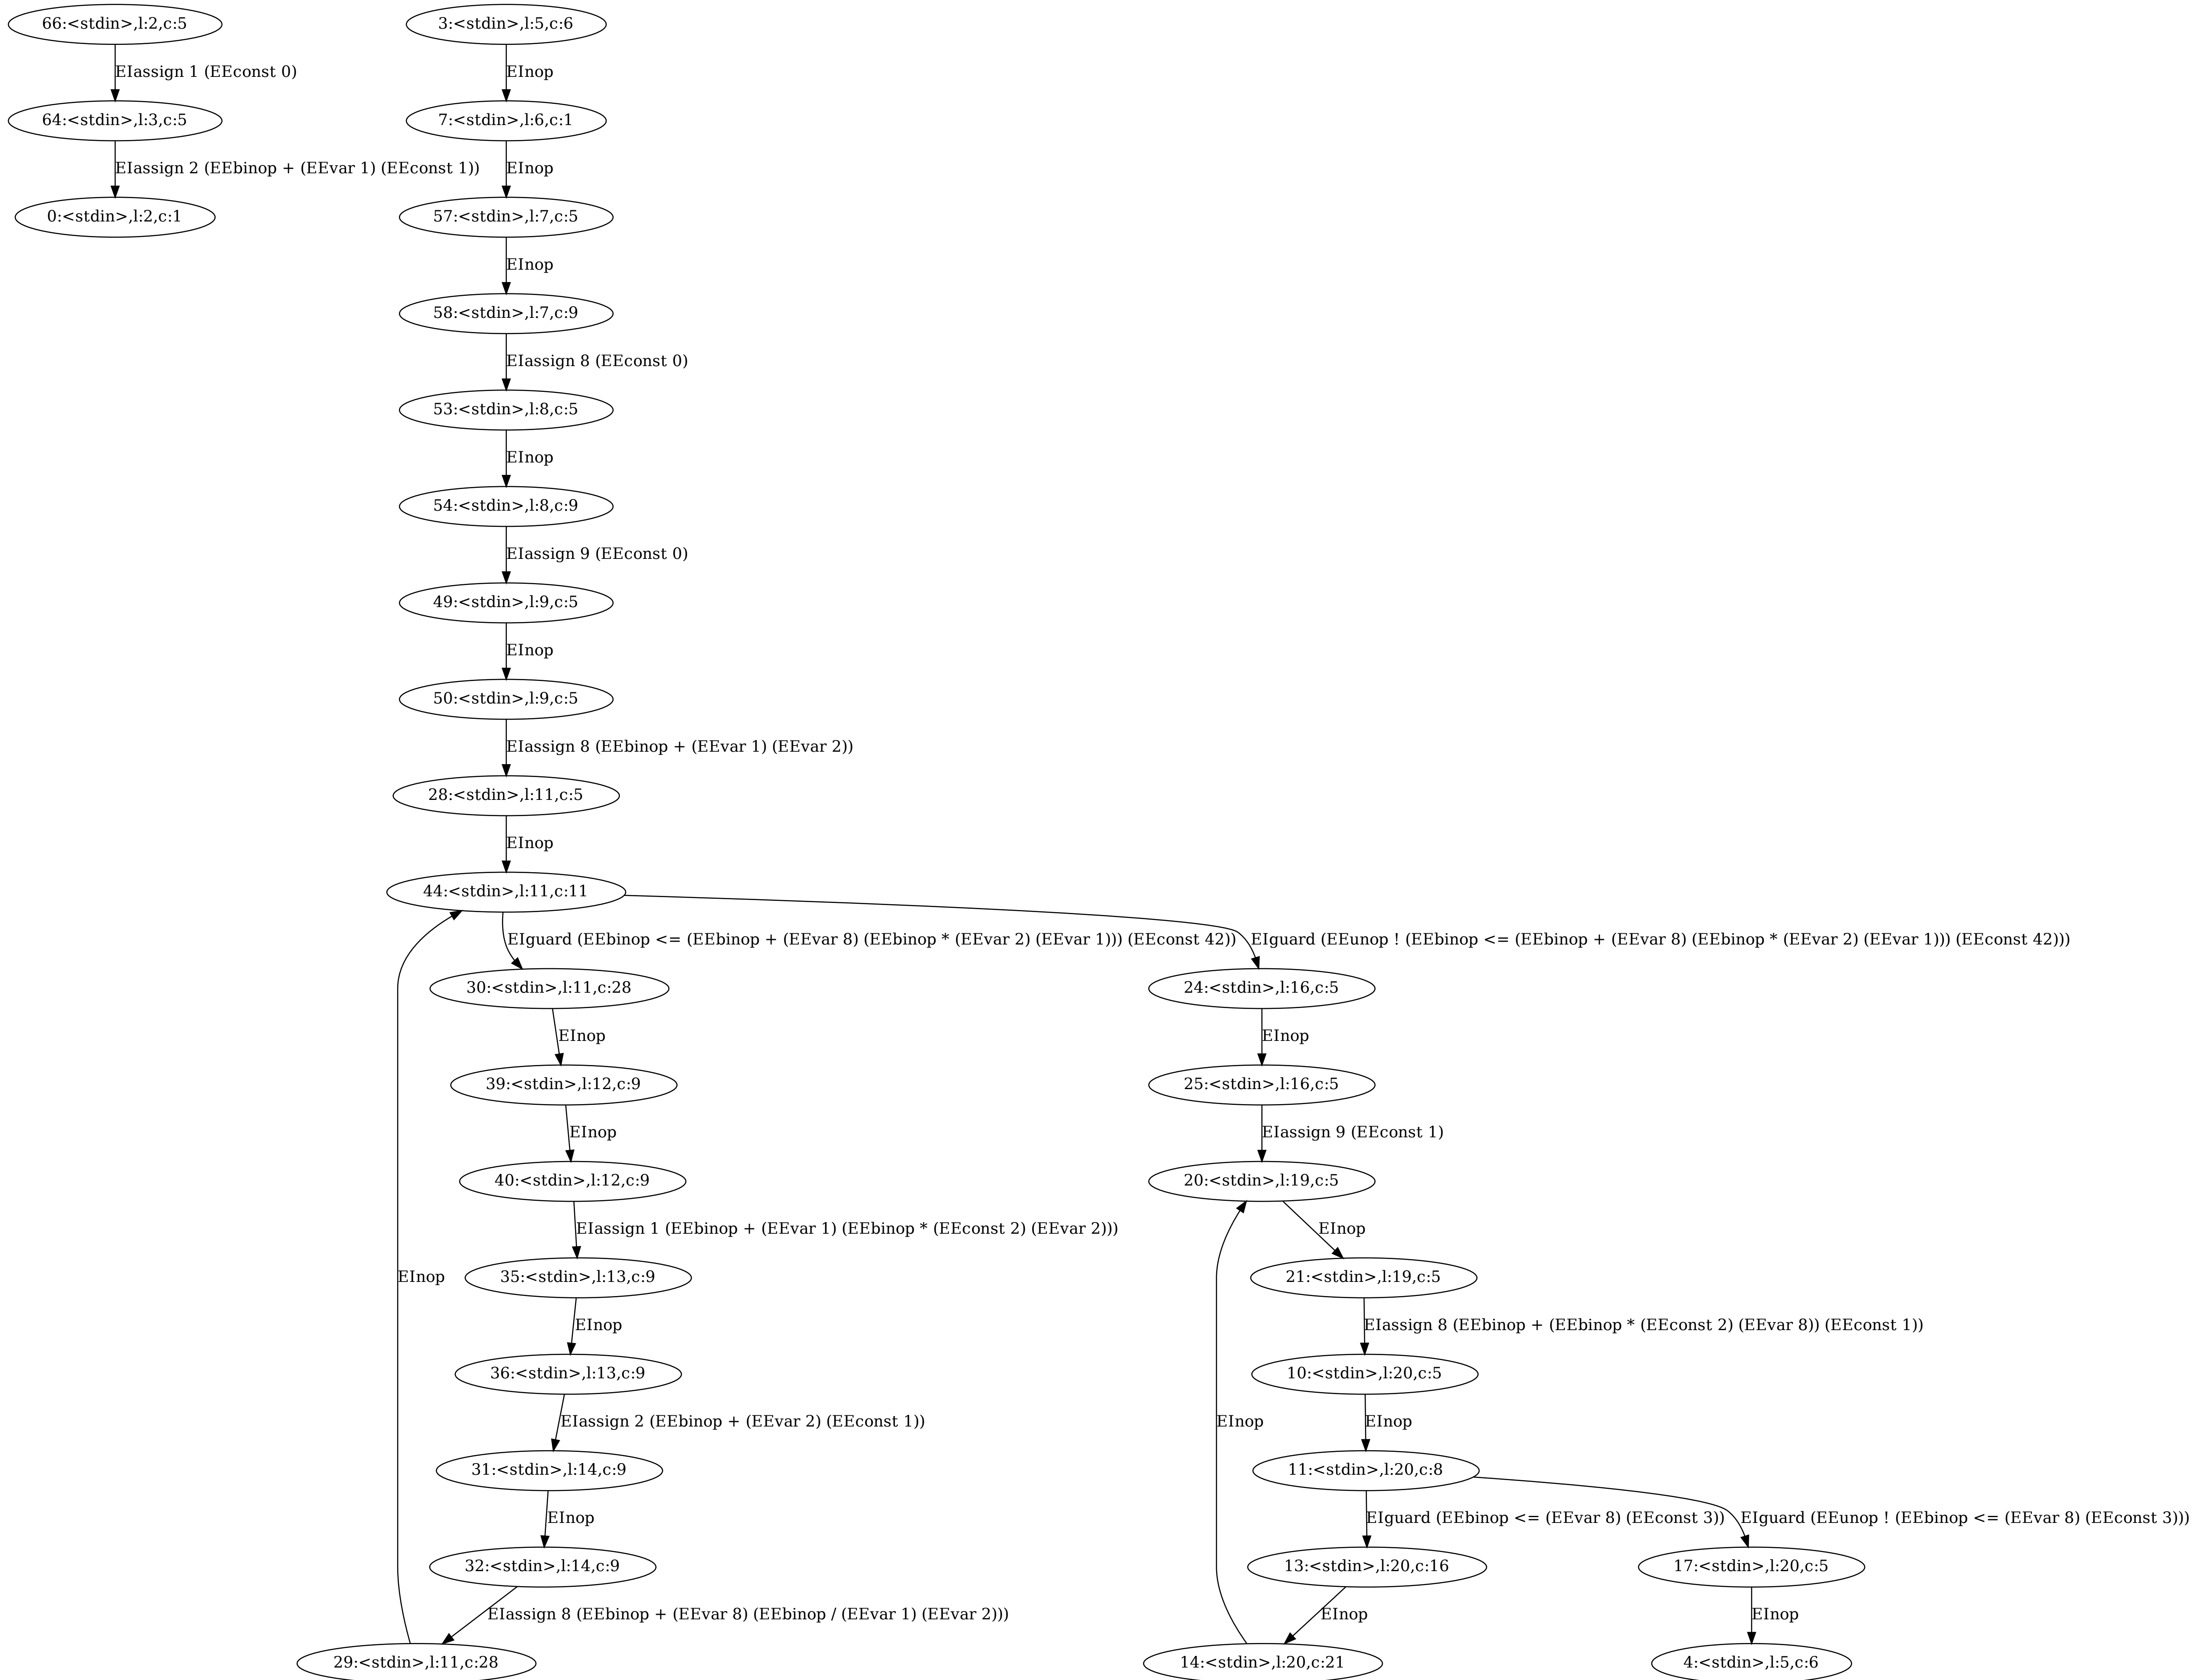 66:<stdin>,l:2,c:5
3:<stdin>,l:5,c:6
EIassign 1 (EEconst 0)
EInop
64:<stdin>,l:3,c:5
7:<stdin>,l:6,c:1
EIassign 2 (EEbinop + (EEvar 1) (EEconst 1))
EInop
0:<stdin>,l:2,c:1
57:<stdin>,l:7,c:5
EInop
58:<stdin>,l:7,c:9
EIassign 8 (EEconst 0)
53:<stdin>,l:8,c:5
EInop
54:<stdin>,l:8,c:9
EIassign 9 (EEconst 0)
49:<stdin>,l:9,c:5
EInop
50:<stdin>,l:9,c:5
EIassign 8 (EEbinop + (EEvar 1) (EEvar 2))
28:<stdin>,l:11,c:5
EInop
44:<stdin>,l:11,c:11
EIguard (EEbinop <= (EEbinop + (EEvar 8) (EEbinop * (EEvar 2) (EEvar 1))) (EEconst 42))
EIguard (EEunop ! (EEbinop <= (EEbinop + (EEvar 8) (EEbinop * (EEvar 2) (EEvar 1))) (EEconst 42)))
30:<stdin>,l:11,c:28
24:<stdin>,l:16,c:5
EInop
EInop
39:<stdin>,l:12,c:9
25:<stdin>,l:16,c:5
EInop
EIassign 9 (EEconst 1)
40:<stdin>,l:12,c:9
20:<stdin>,l:19,c:5
EIassign 1 (EEbinop + (EEvar 1) (EEbinop * (EEconst 2) (EEvar 2)))
EInop
EInop
35:<stdin>,l:13,c:9
21:<stdin>,l:19,c:5
EInop
EIassign 8 (EEbinop + (EEbinop * (EEconst 2) (EEvar 8)) (EEconst 1))
36:<stdin>,l:13,c:9
10:<stdin>,l:20,c:5
EIassign 2 (EEbinop + (EEvar 2) (EEconst 1))
EInop
EInop
31:<stdin>,l:14,c:9
11:<stdin>,l:20,c:8
EInop
EIguard (EEbinop <= (EEvar 8) (EEconst 3))
EIguard (EEunop ! (EEbinop <= (EEvar 8) (EEconst 3)))
32:<stdin>,l:14,c:9
13:<stdin>,l:20,c:16
17:<stdin>,l:20,c:5
EIassign 8 (EEbinop + (EEvar 8) (EEbinop / (EEvar 1) (EEvar 2)))
EInop
EInop
29:<stdin>,l:11,c:28
14:<stdin>,l:20,c:21
4:<stdin>,l:5,c:6